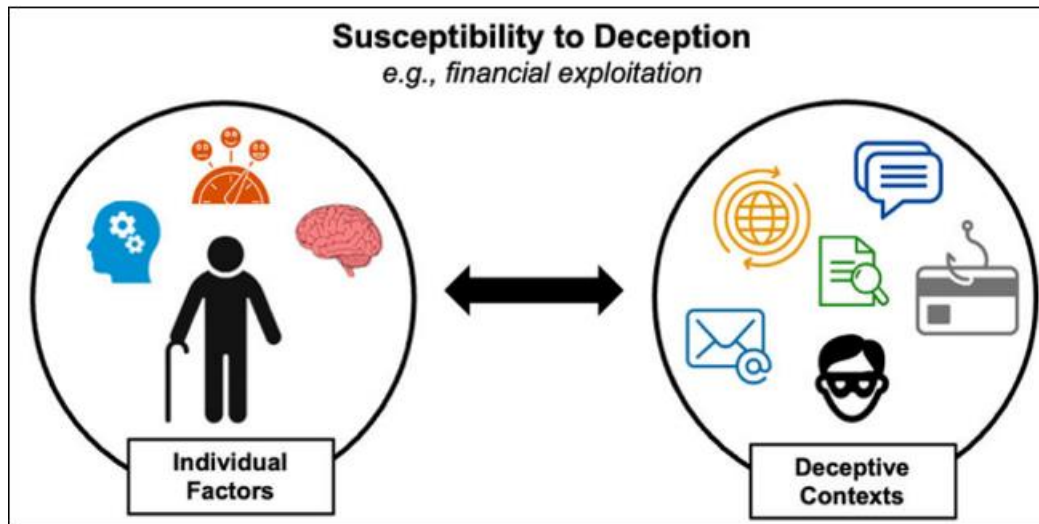 Susceptibility to Deception
e.g., financial exploitation
Individual
Factors
Deceptive
Contexts